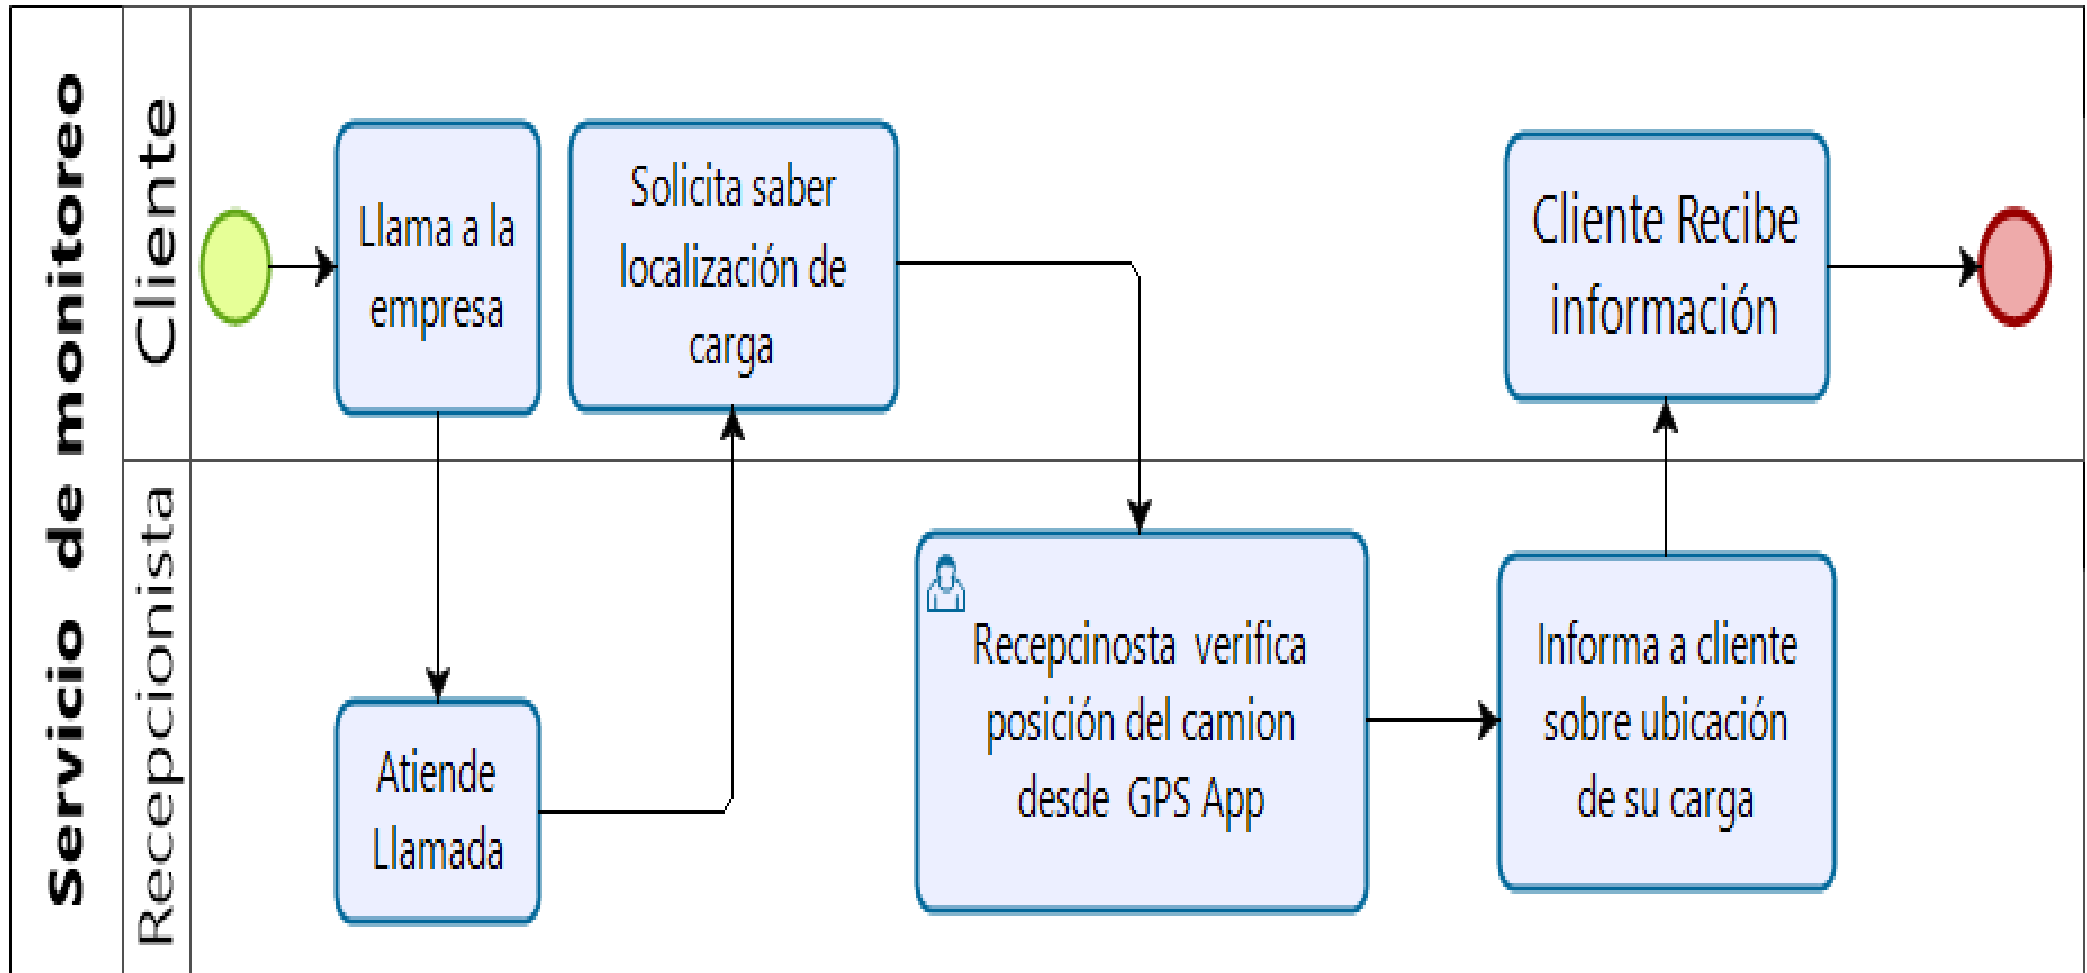 Servicio de monitoreo
Cliente
Llama a la
empresa
Solicita saber
localización de
carga
Cliente Recibe
información
Recepcionista
Atiende
Llamada
Recepcinosta verifica
posición del camion
desde GPS App
Informa a cliente
sobre ubicación
de su carga